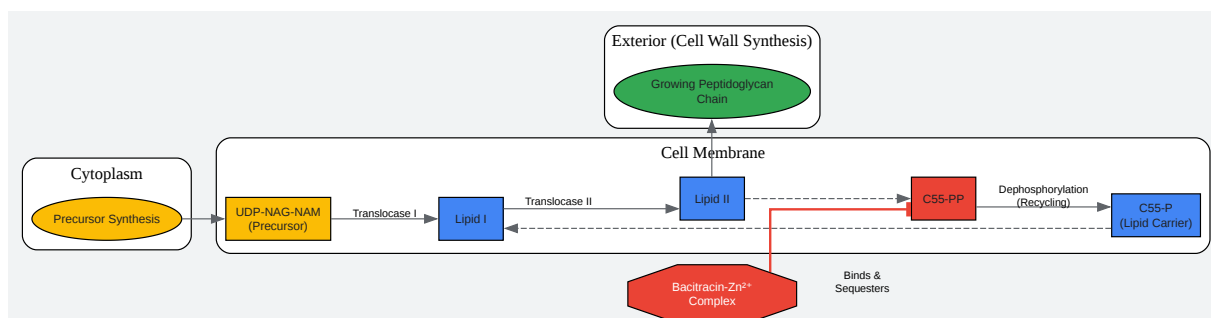 Exterior (Cell Wall Synthesis)
Growing Peptidoglycan
Chain
Cell Membrane
Cytoplasm
Precursor Synthesis
UDP-NAG-NAM
(Precursor)
Translocase I
Lipid I
Translocase II
Lipid II
C55-PP
Dephosphorylation
(Recycling)
C55-P
(Lipid Carrier)
Bacitracin-Zn²⁺
Complex
Binds &
Sequesters